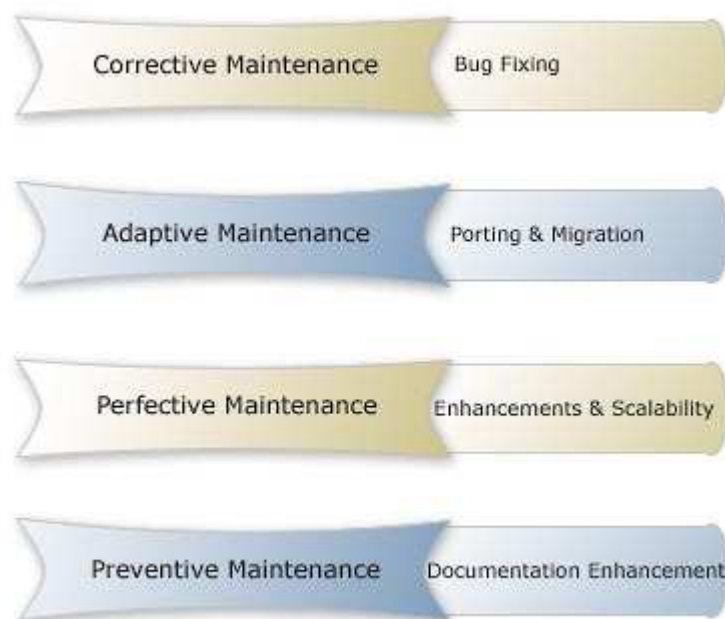 Corrective Maintenance
Bug Fixing
Adaptive Maintenance
Porting & Migration
Perfective Maintenance
Enhancements & Scalability
Preventive Maintenance
Documentation Enhancement